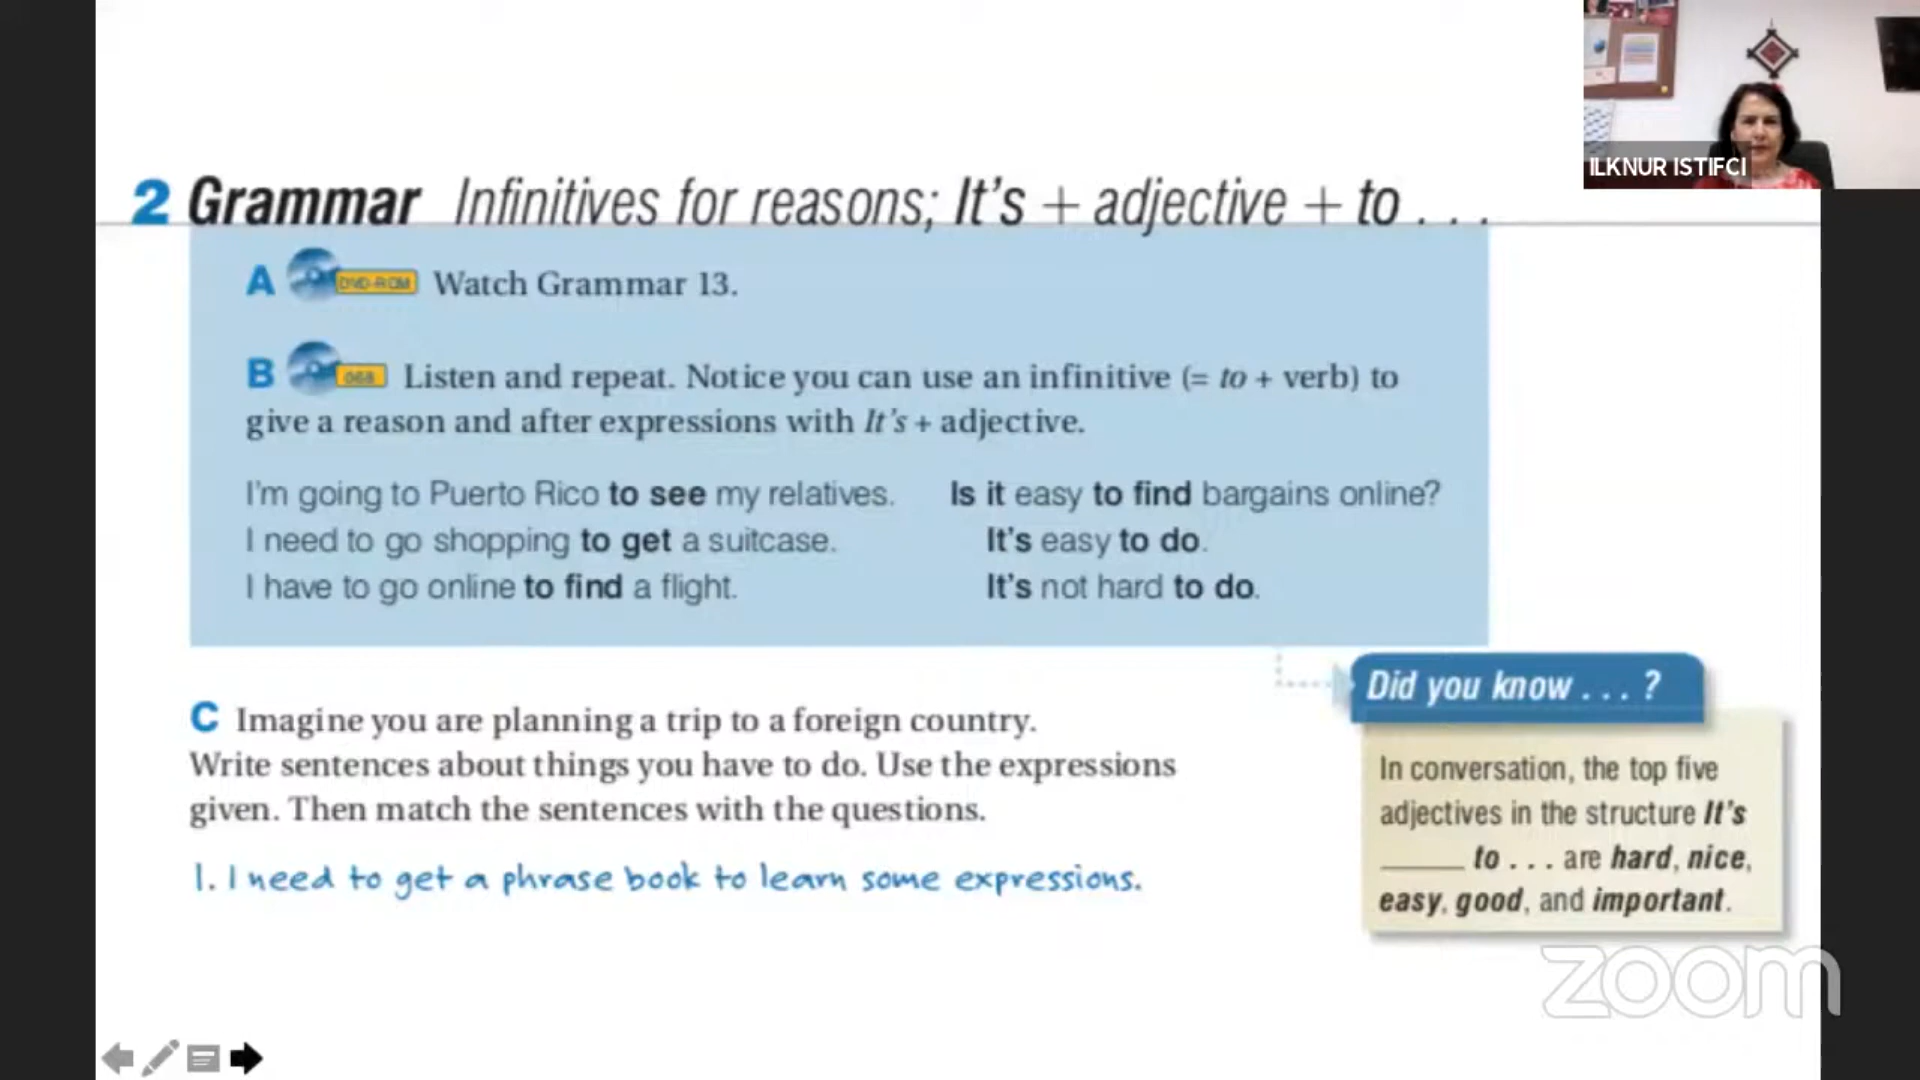 ILKNUR ISTIFCI
2 Grammar Infinitives for reasons; It's + adjective + to . . .
A DVD-ROM Watch Grammar 13.
B 068 Listen and repeat. Notice you can use an infinitive (= to + verb) to
give a reason and after expressions with It's + adjective.
I'm going to Puerto Rico to see my relatives.
I need to go shopping to get a suitcase.
I have to go online to find a flight.
Is it easy to find bargains online?
It's easy to do.
It's not hard to do.
C Imagine you are planning a trip to a foreign country.
Write sentences about things you have to do. Use the expressions
given. Then match the sentences with the questions.
1. I need to get a phrase book to learn some expressions.
Did you know . . . ?
In conversation, the top five
adjectives in the structure It's
_____ to . . . are hard, nice,
easy, good, and important.
zoom